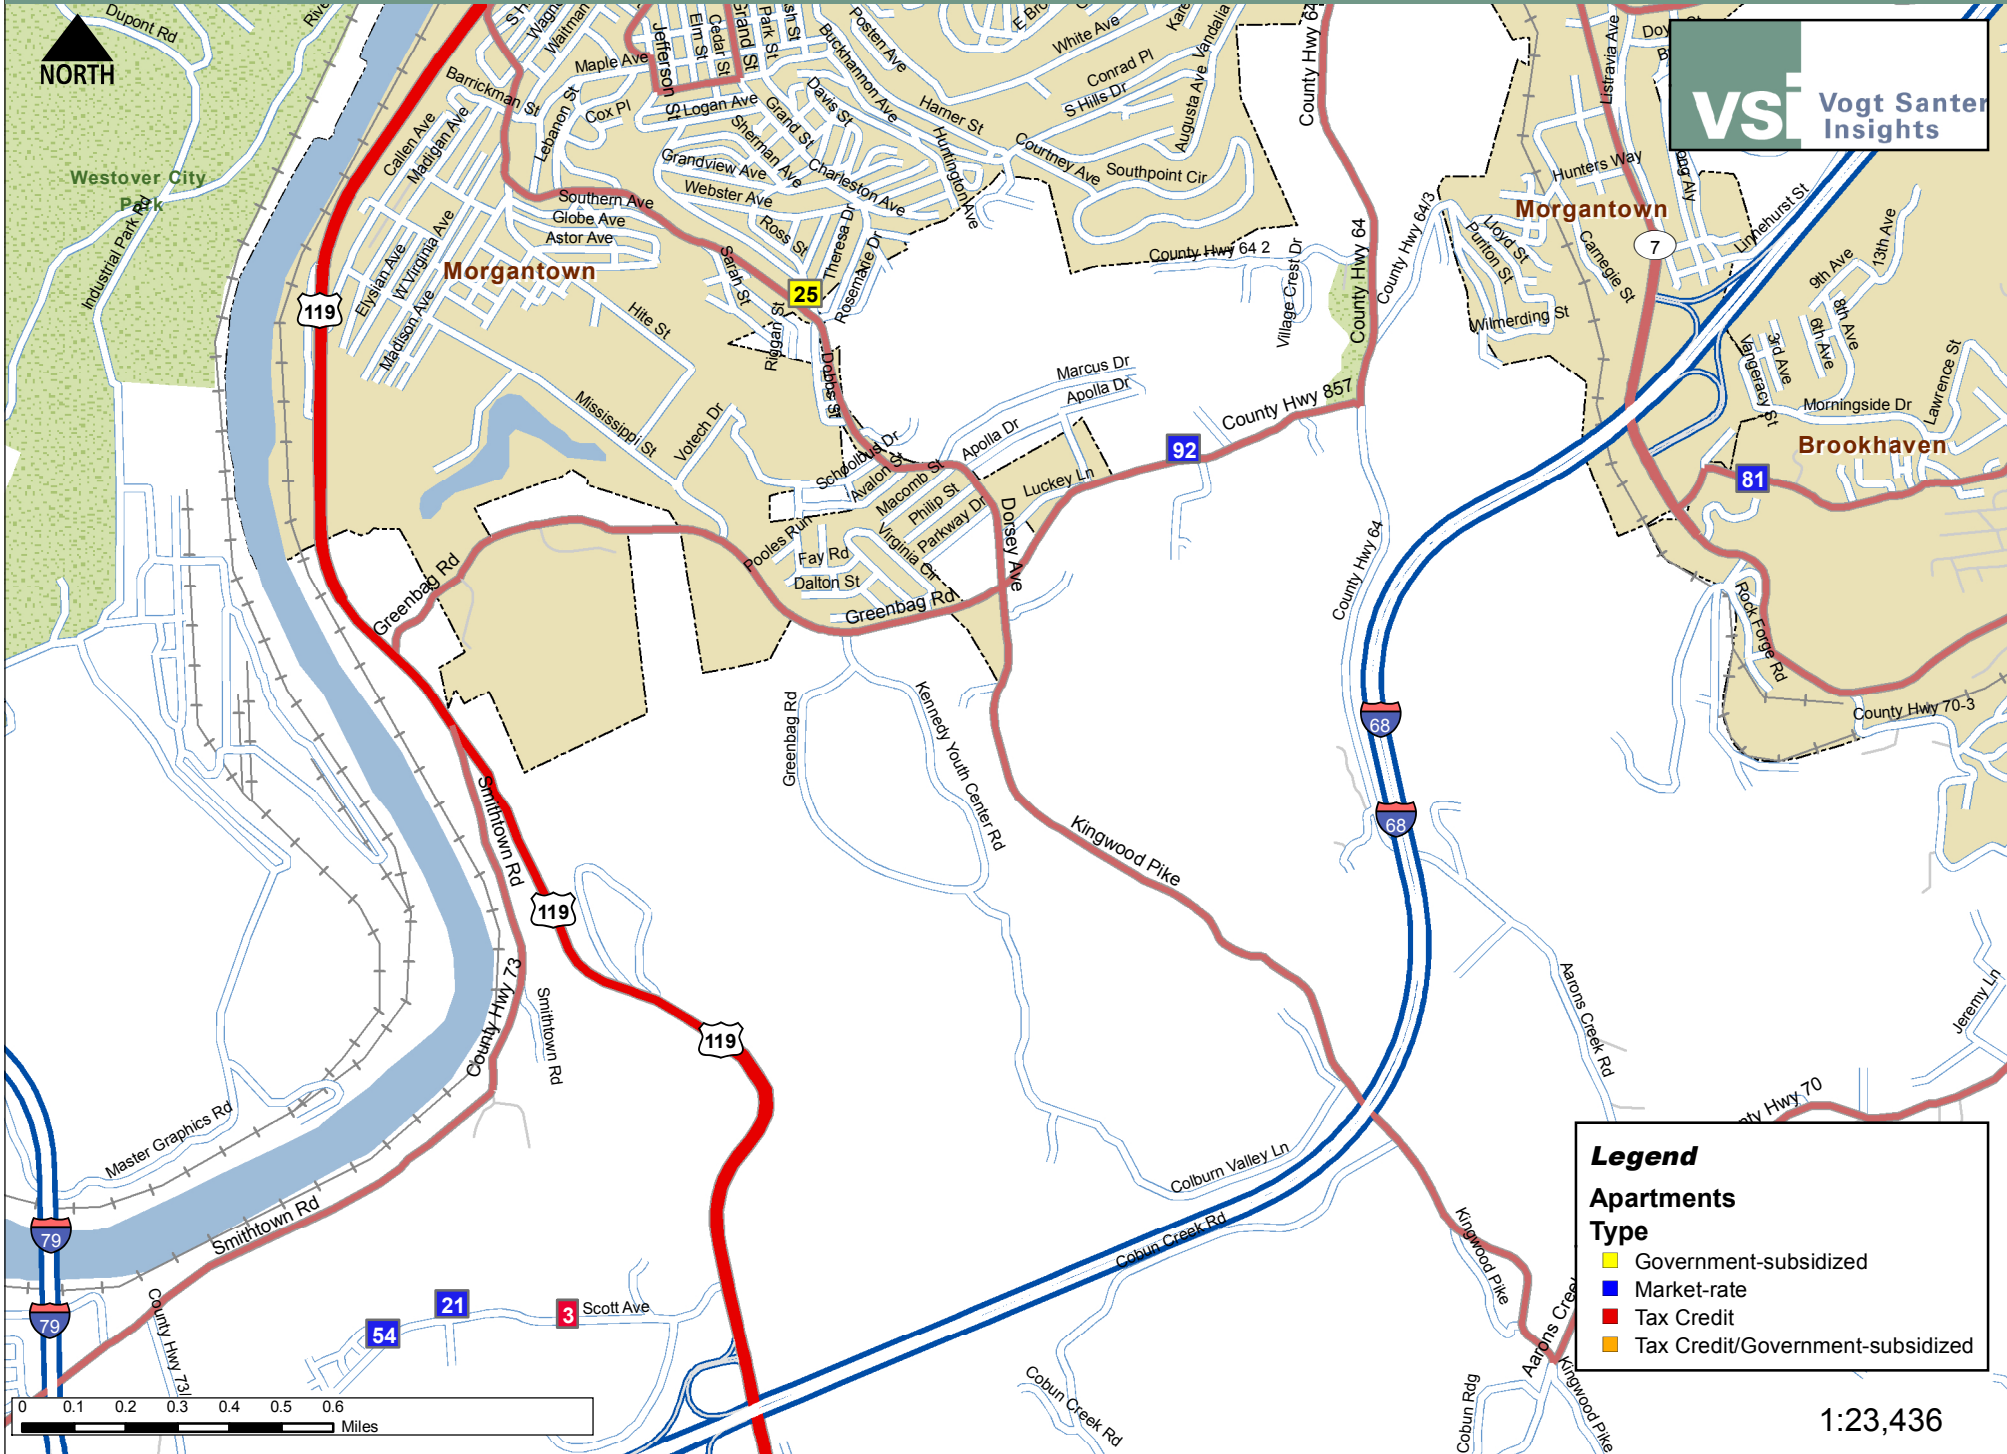 Dupont Rd
NORTH
Westover City
Park
Industrial Park Rd
Barrickman St
Callen Ave
Madigan Ave
Lebanon St
Maple Ave
Cox Pl
Jefferson St
Elm St
Cedar St
Grand St
Park St
Logan Ave
Grand St
Davis St
Buckhannon Ave
Posten Ave
White Ave
Conrad Pl
S Hills Dr
Augusta Ave
Vandalia
Harner St
Huntington Ave
Courtney Ave
Southpoint Cir
Sherman Ave
Grandview Ave
Charleston Ave
Webster Ave
Southern Ave
Globe Ave
Astor Ave
Ross St
Theresa Dr
Rosemarie Dr
Sarah St
Elysian Ave
W Virginia Ave
Madison Ave
Morgantown
119
25
Hite St
Riggan St
Dobbs St
Mississippi St
Votech Dr
Schoolbus Dr
Avalon St
Macomb St
Philip St
Parkway Dr
Virginia Cir
Pooles Run
Fay Rd
Dalton St
Greenbag Rd
Greenbag Rd
Marcus Dr
Apolla Dr
Apolla Dr
Luckey Ln
Dorsey Ave
92
County Hwy 857
County Hwy 64 2
Village Crest Dr
County Hwy 64
County Hwy 64
County Hwy 64/3
County Hwy 64
Listravia Ave
Hunters Way
Morgantown
7
Lloyd St
Puriton St
Carnegie St
Wilmerding St
Linnehurst St
vsi
Vogt Santer
Insights
9th Ave
13th Ave
8th Ave
6th Ave
3rd Ave
Vangeracy St
Lawrence St
Morningside Dr
Brookhaven
81
Rock Forge Rd
County Hwy 70-3
68
68
Greenbag Rd
Kennedy Youth Center Rd
Kingwood Pike
Smithtown Rd
119
County Hwy 73
Smithtown Rd
119
Aarons Creek Rd
Jeremy Ln
Master Graphics Rd
Smithtown Rd
79
79
County Hwy 73/
54
21
3
Scott Ave
Colburn Valley Ln
Cobun Creek Rd
Cobun Creek Rd
Kingwood Pike
Cobun Rdg
Kingwood Pike
Legend
Apartments
Type
Government-subsidized
Market-rate
Tax Credit
Tax Credit/Government-subsidized
0 0.1 0.2 0.3 0.4 0.5 0.6
Miles
1:23,436